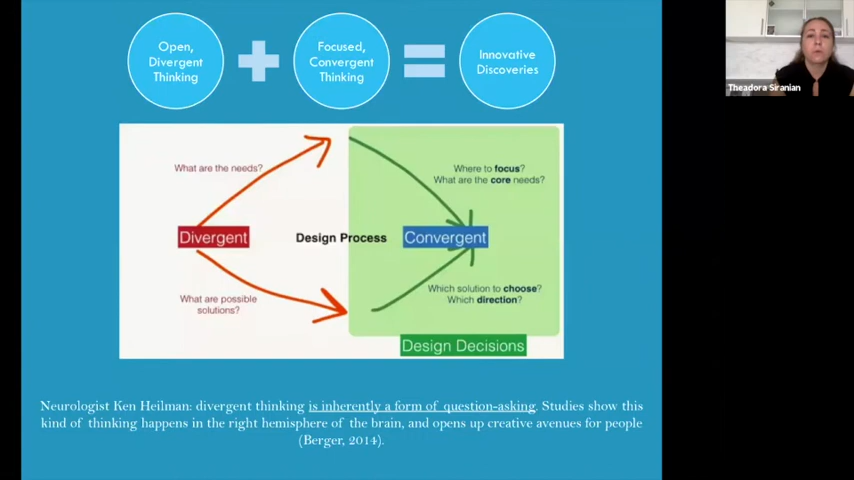 Open,
Divergent
Thinking
Focused,
Convergent
Thinking
Innovative
Discoveries
Theadora Siranian
What are the needs?
Where to focus?
What are the core needs?
Divergent
Design Process
Convergent
What are possible
solutions?
Which solution to choose?
Which direction?
Design Decisions
Neurologist Ken Heilman: divergent thinking is inherently a form of question-asking. Studies show this
kind of thinking happens in the right hemisphere of the brain, and opens up creative avenues for people
(Berger, 2014).